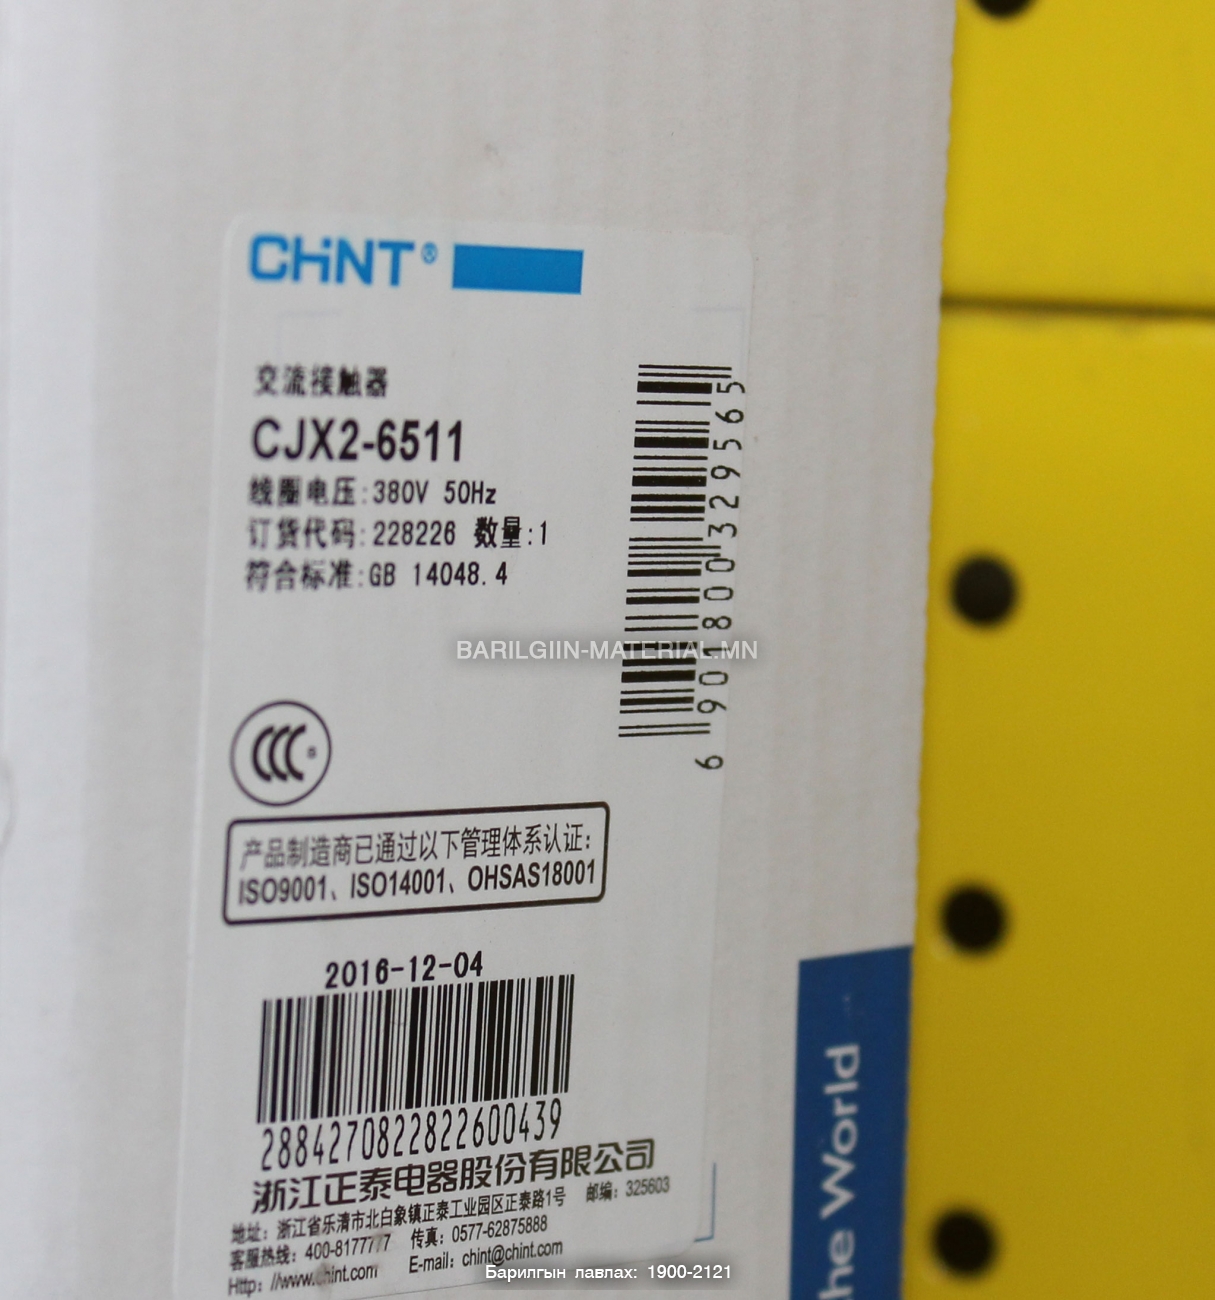 CHiNT®
交流接触器
CJX2-6511
线圈电压:380V 50Hz
订货代码:228226 数量:1
符合标准:GB 14048.4
6901800329565
BARILGIIN-MATERIAL.MN
CCC S
产品制造商已通过以下管理体系认证:
ISO9001、ISO14001、OHSAS18001
2016-12-04
2884270822822600439
浙江正泰电器股份有限公司
地址: 浙江省乐清市北白象镇正泰工业园区正泰路1号 邮编: 325603
客服热线: 400-8177777 传真: 0577-62875888
Http: //www.chint.com E-mail: chint@chint.com
he World
Барилгын лавлах: 1900-2121